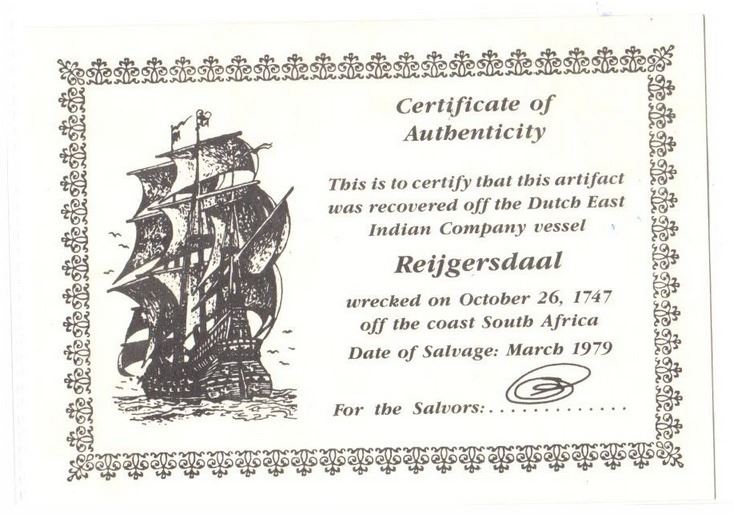 Certificate of
Authenticity
This is to certify that this artifact
was recovered off the Dutch East
Indian Company vessel
Reijgersdaal
wrecked on October 26, 1747
off the coast South Africa
Date of Salvage: March 1979
For the Salvors:.............